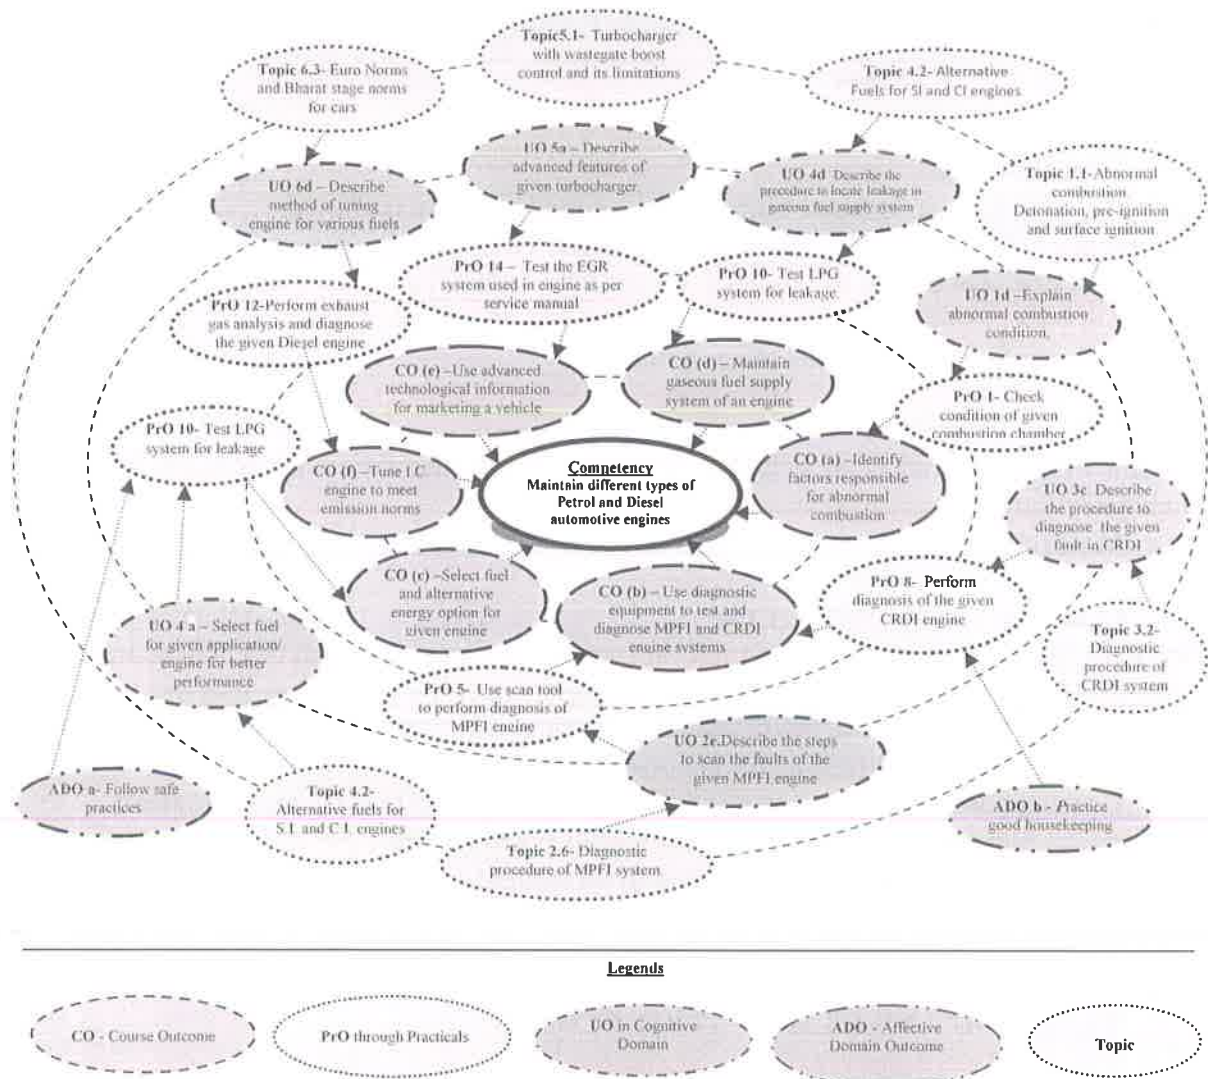 Topic5.1- Turbocharger
with wastegate boost
control and its limitations
Topic 6.3- Euro Norms
and Bharat stage norms
for cars
Topic 4.2- Alternative
Fuels for SI and CI engines
UO 5a – Describe
advanced features of
given turbocharger
UO 6d – Describe
method of tuning
engine for various fuels
UO 4d Describe the
procedure to locate leakage in
gaseous fuel supply system
Topic 1.1-Abnormal
combustion
Detonation, pre-ignition
and surface ignition
PrO 14 – Test the EGR
system used in engine as per
service manual
PrO 10- Test LPG
system for leakage.
UO 1d –Explain
abnormal combustion
condition.
PrO 12-Perform exhaust
gas analysis and diagnose
the given Diesel engine
CO (e) –Use advanced
technological information
for marketing a vehicle
CO (d) – Maintain
gaseous fuel supply
system of an engine
PrO 1- Check
condition of given
combustion chamber
PrO 10- Test LPG
system for leakage
CO (f) – Tune I C
engine to meet
emission norms
Competency
Maintain different types of
Petrol and Diesel
automotive engines
CO (a) –Identify
factors responsible
for abnormal
combustion
UO 3c Describe
the procedure to
diagnose the given
fault in CRDI
CO (c) –Select fuel
and alternative
energy option for
given engine
CO (b) – Use diagnostic
equipment to test and
diagnose MPFI and CRDI
engine systems
PrO 8- Perform
diagnosis of the given
CRDI engine
UO 4 a – Select fuel
for given application/
engine for better
performance
Topic 3.2-
Diagnostic
procedure of
CRDI system
PrO 5- Use scan tool
to perform diagnosis of
MPFI engine
UO 2e.Describe the steps
to scan the faults of the
given MPFI engine
ADO a- Follow safe
practices
Topic 4.2-
Alternative fuels for
S.I. and C.I. engines
ADO b - Practice
good housekeeping
Topic 2.6- Diagnostic
procedure of MPFI system
Legends
CO - Course Outcome
PrO through Practicals
UO in Cognitive
Domain
ADO - Affective
Domain Outcome
Topic